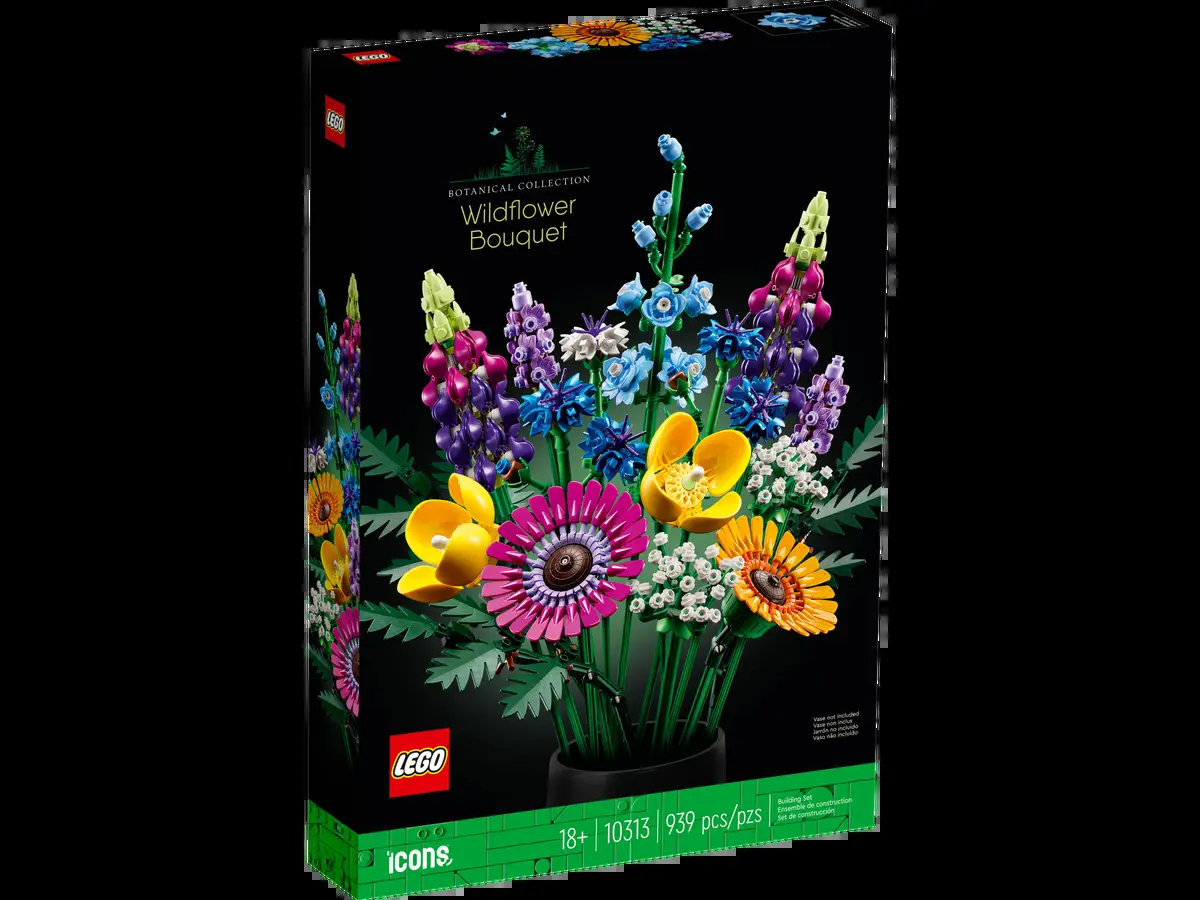 LEGO
LEGO
BOTANICAL COLLECTION
Wildflower
Bouquet
Vase not included
Vase non inclus
Jarrón no incluido
Vaso não incluído
LEGO
18+ | 10313 | 939 pcs/pzs
Building Set
Ensemble de construction
Set de construcción
icons